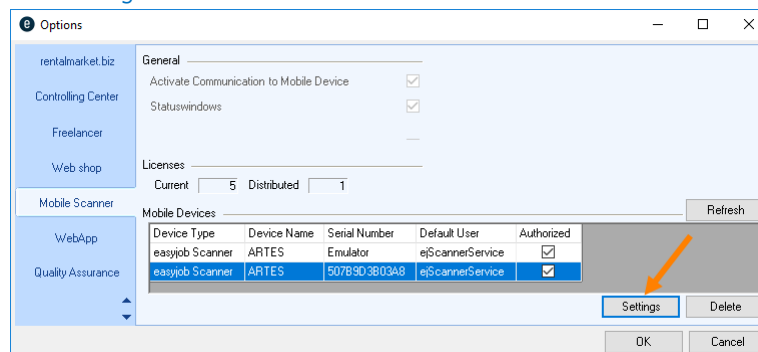 Options
rentalmarket.biz
Controlling Center
Freelancer
Web shop
Mobile Scanner
WebApp
Quality Assurance
General
Activate Communication to Mobile Device
Statuswindows
Licenses
Current 5 Distributed 1
Mobile Devices
Refresh
Device Type Device Name Serial Number Default User Authorized
easyjob Scanner ARTES Emulator ejScannerService
easyjob Scanner ARTES 507B9D3B03A8 ejScannerService
Settings Delete
OK Cancel